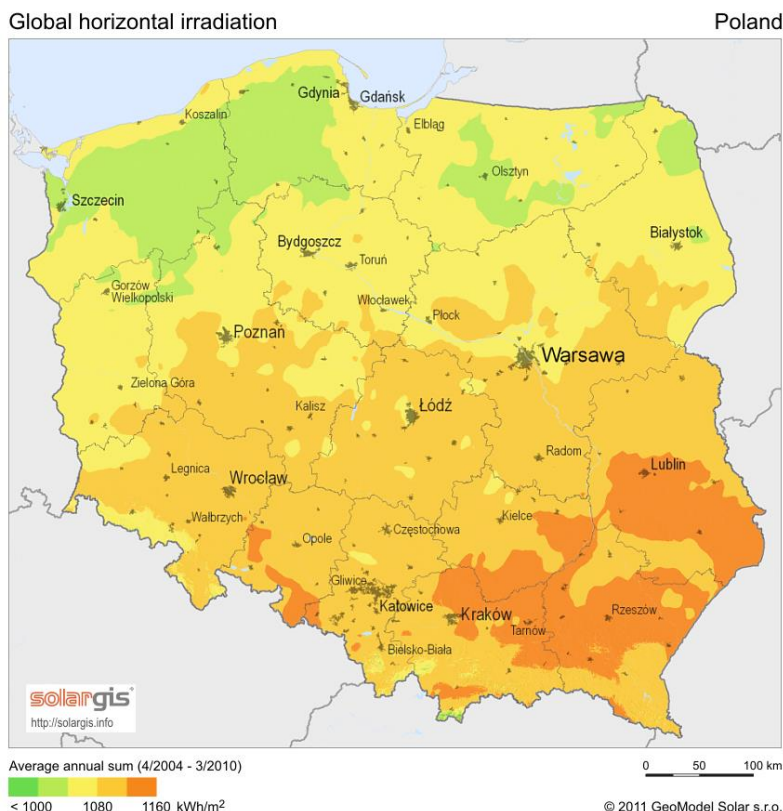 Global horizontal irradiation
Poland
Gdynia
Gdańsk
Koszalin
Elbląg
Olsztyn
Szczecin
Białystok
Bydgoszcz
Toruń
Gorzów
Wielkopolski
Włocławek
Płock
Poznań
Warsawa
Zielona Góra
Kalisz
Łódź
Radom
Lublin
Legnica
Wrocław
Wałbrzych
Opole
Częstochowa
Kielce
Gliwice
Katowice
Kraków
Tarnów
Rzeszów
Bielsko-Biała
solargis
http://solargis.info
Average annual sum (4/2004 - 3/2010)
0 50 100 km
< 1000 1080 1160 kWh/m²
© 2011 GeoModel Solar s.r.o.